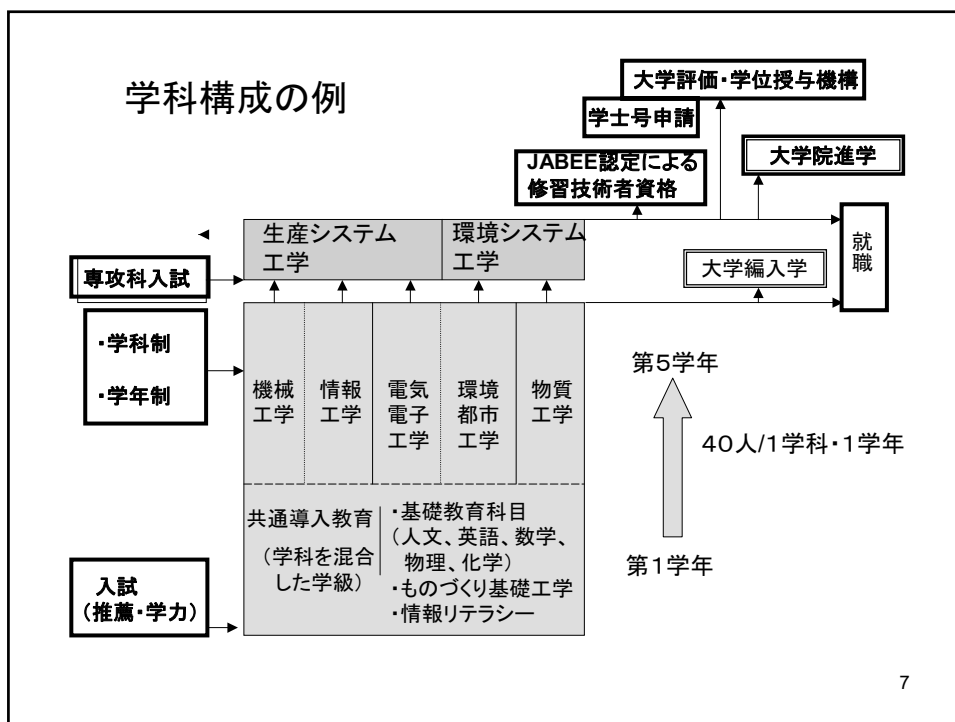 学科構成の例
大学評価・学位授与機構
学士号申請
JABEE認定による
修習技術者資格
大学院進学
生産システム
工学
環境システム
工学
就
職
専攻科入試
大学編入学
・学科制
・学年制
機械
工学
情報
工学
電気
電子
工学
環境
都市
工学
物質
工学
第5学年
40人/1学科・1学年
第1学年
共通導入教育
(学科を混合
した学級)
・基礎教育科目
(人文、英語、数学、
物理、化学)
・ものづくり基礎工学
・情報リテラシー
入試
(推薦・学力)
7